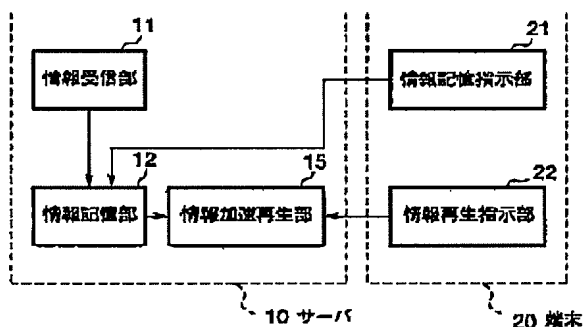 11
情報受信部
21
情報記憶指示部
12
情報記憶部
15
情報加速再生部
22
情報再生指示部
10 サーバ
20 端末